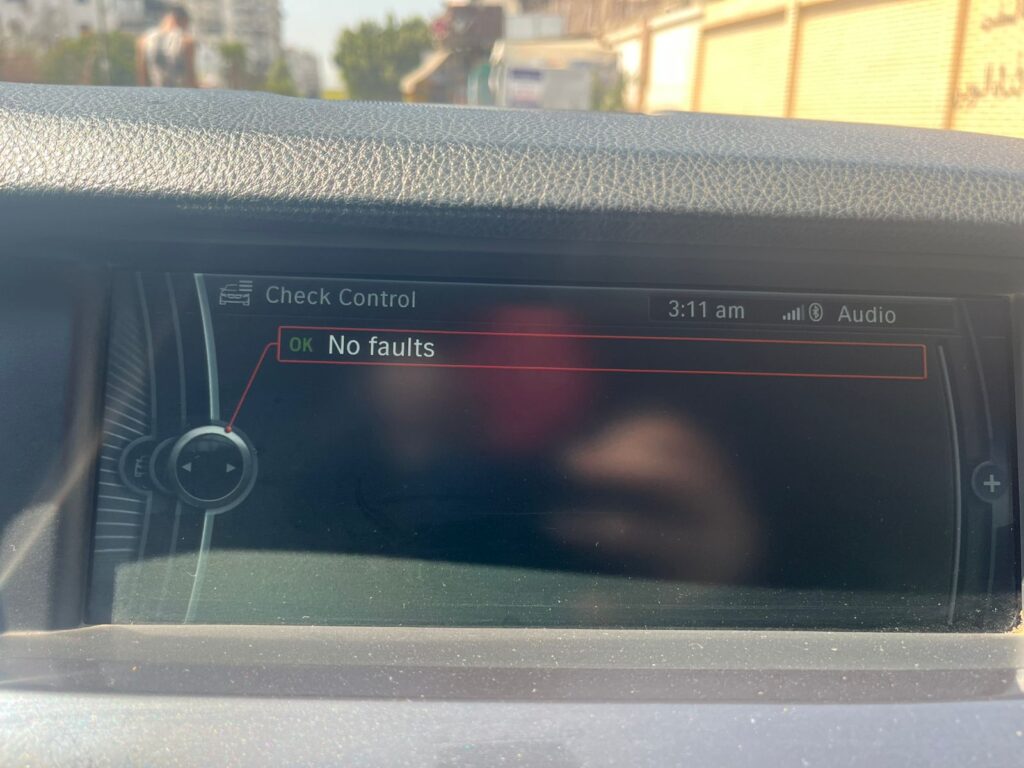 Check Control
3:11 am
Audio
OK No faults